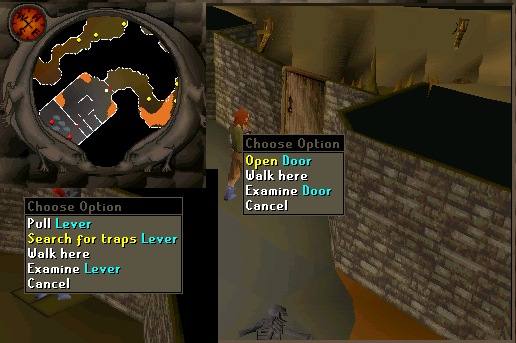 Choose Option
Open Door
Walk here
Examine Door
Cancel
Choose Option
Pull Lever
Search for traps Lever
Walk here
Examine Lever
Cancel